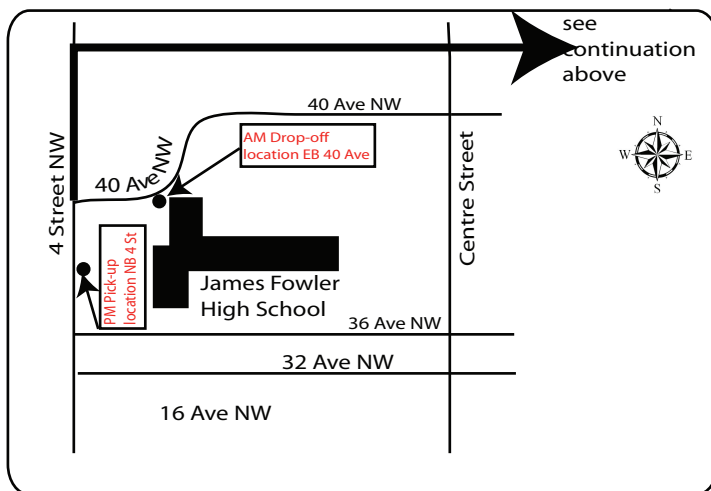 see
continuation
above
40 Ave NW
AM Drop-off
location EB 40 Ave
40 Ave NW
4 Street NW
Centre Street
N
W
E
S
PM Pick-up
location NB 4 St
James Fowler
High School
36 Ave NW
32 Ave NW
16 Ave NW